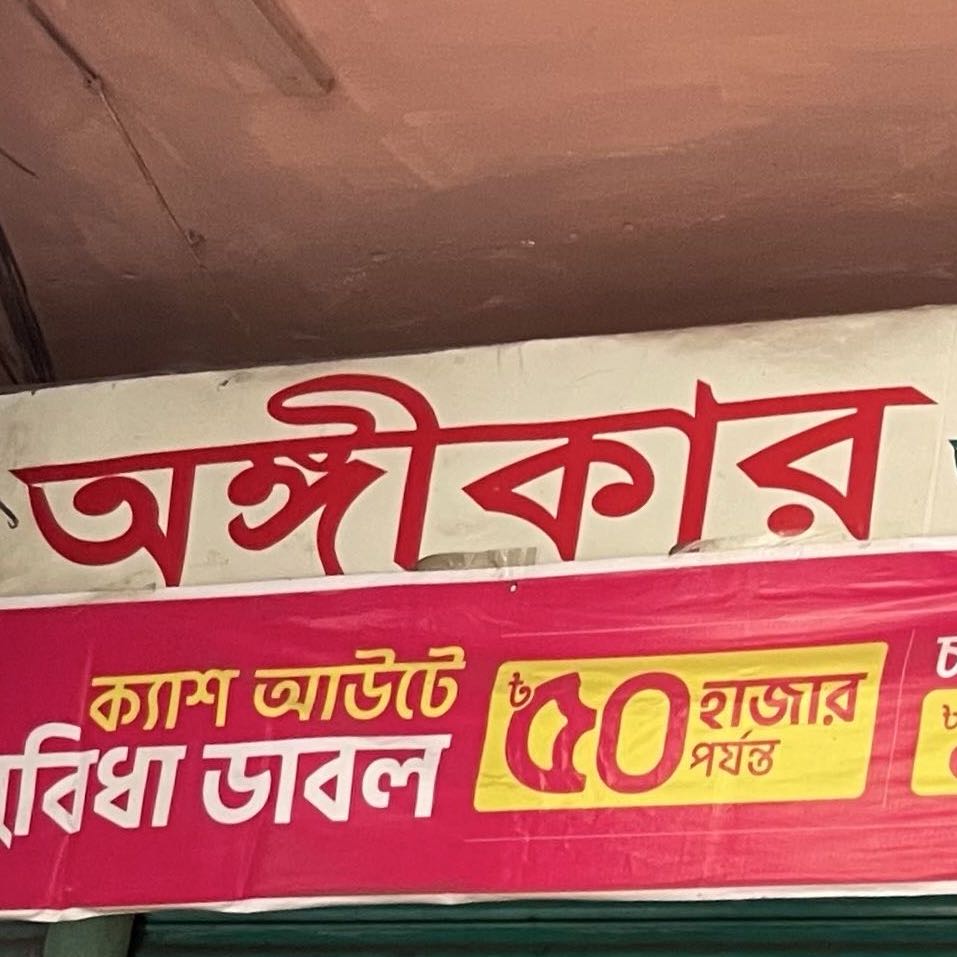 অঙ্গীকার
ক্যাশ আউটে
ডাবল
৳৫০ হাজার
পর্যন্ত